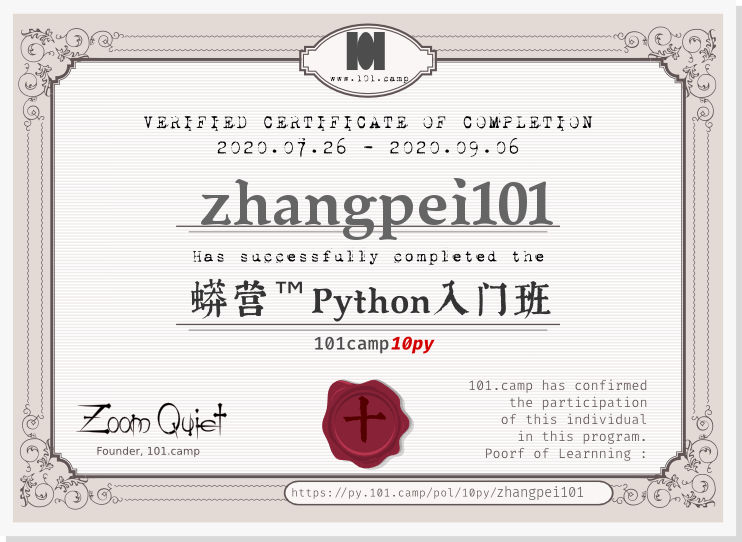 www.101.camp
VERIFIED CERTIFICATE OF COMPLETION
2020.07.26 - 2020.09.06
zhangpei101
Has successfully completed the
蟒营™Python入门班
101camp10py
十
Zoom Quiet
Founder, 101.camp
101.camp has confirmed
the participation
of this individual
in this program.
Poorf of Learnning :
https://py.101.camp/pol/10py/zhangpei101